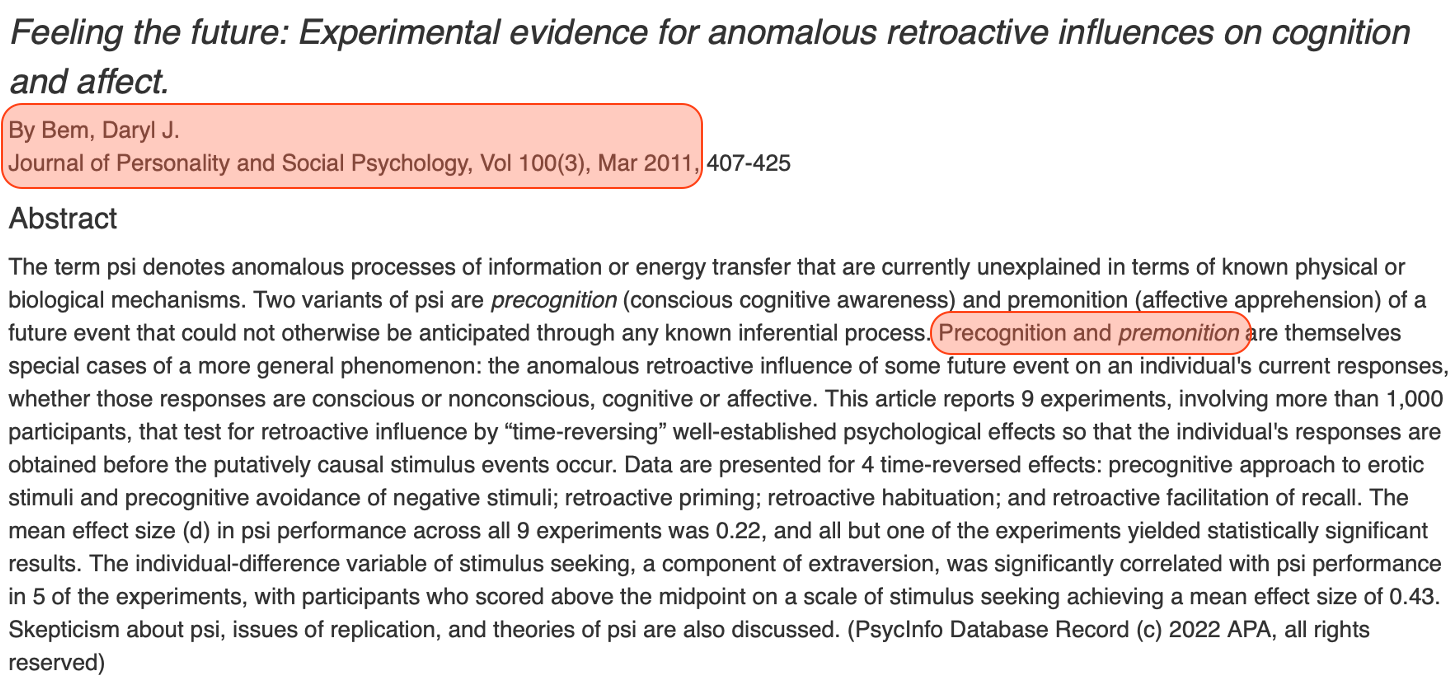 Feeling the future: Experimental evidence for anomalous retroactive influences on cognition
and affect.
By Bem, Daryl J.
Journal of Personality and Social Psychology, Vol 100(3), Mar 2011, 407-425
Abstract
The term psi denotes anomalous processes of information or energy transfer that are currently unexplained in terms of known physical or
biological mechanisms. Two variants of psi are precognition (conscious cognitive awareness) and premonition (affective apprehension) of a
future event that could not otherwise be anticipated through any known inferential process. Precognition and premonition are themselves
special cases of a more general phenomenon: the anomalous retroactive influence of some future event on an individual's current responses,
whether those responses are conscious or nonconscious, cognitive or affective. This article reports 9 experiments, involving more than 1,000
participants, that test for retroactive influence by “time-reversing” well-established psychological effects so that the individual's responses are
obtained before the putatively causal stimulus events occur. Data are presented for 4 time-reversed effects: precognitive approach to erotic
stimuli and precognitive avoidance of negative stimuli; retroactive priming; retroactive habituation; and retroactive facilitation of recall. The
mean effect size (d) in psi performance across all 9 experiments was 0.22, and all but one of the experiments yielded statistically significant
results. The individual-difference variable of stimulus seeking, a component of extraversion, was significantly correlated with psi performance
in 5 of the experiments, with participants who scored above the midpoint on a scale of stimulus seeking achieving a mean effect size of 0.43.
Skepticism about psi, issues of replication, and theories of psi are also discussed. (PsycInfo Database Record (c) 2022 APA, all rights
reserved)